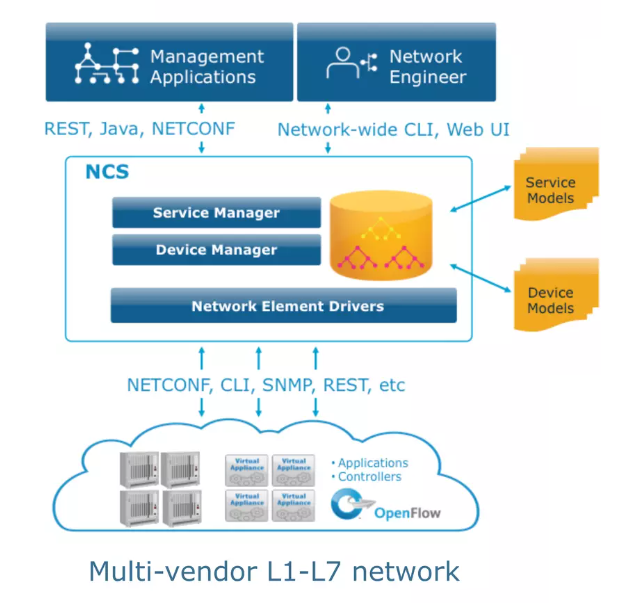 Management
Applications
Network
Engineer
REST, Java, NETCONF
Network-wide CLI, Web UI
NCS
Service Manager
Device Manager
Network Element Drivers
Service
Models
Device
Models
NETCONF, CLI, SNMP, REST, etc
Virtual
Appliance
Virtual
Appliance
Virtual
Appliance
Virtual
Appliance
• Applications
• Controllers
OpenFlow
Multi-vendor L1-L7 network